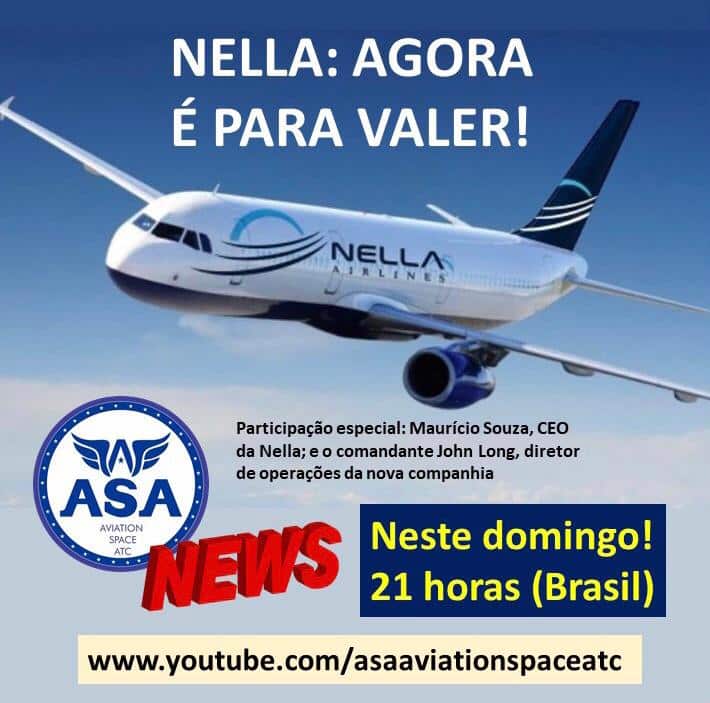 NELLA: AGORA
É PARA VALER!
NELLA
AIRLINES
Participação especial: Maurício Souza, CEO
da Nella; e o comandante John Long, diretor
de operações da nova companhia
ASA
AVIATION
SPACE
ATC
NEWS
Neste domingo!
21 horas (Brasil)
www.youtube.com/asaaviationspaceatc